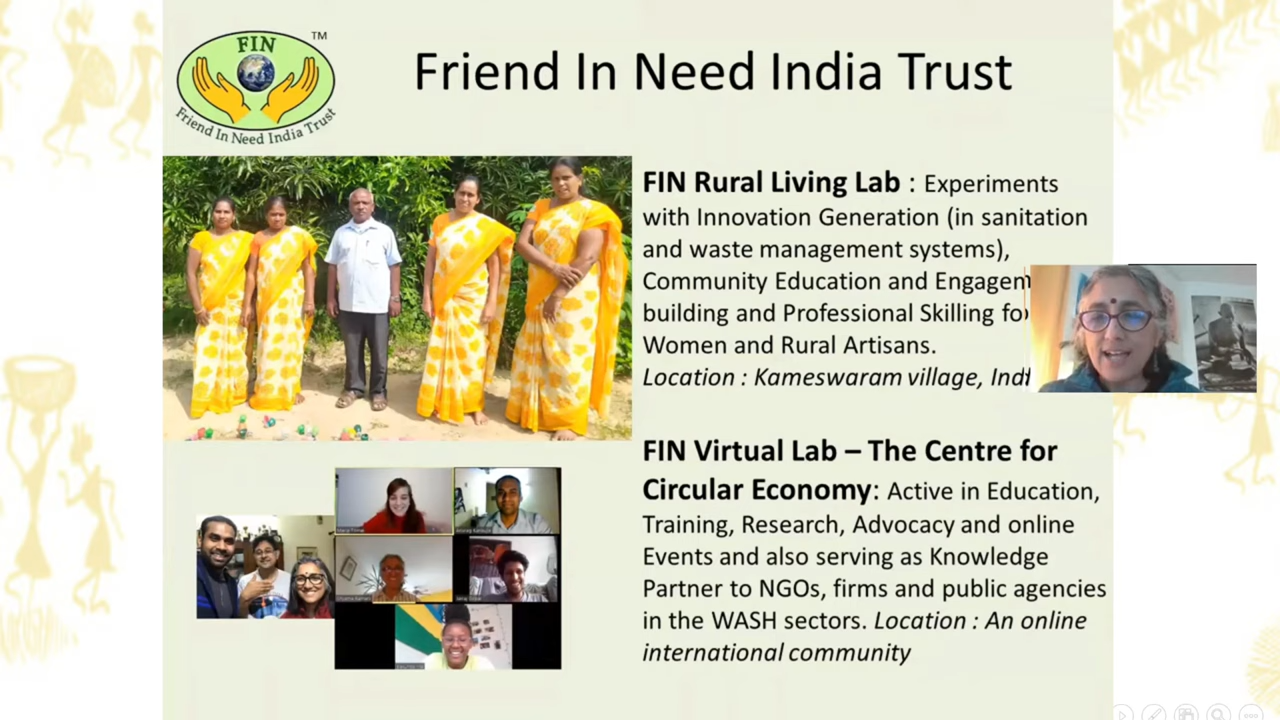 FIN
TM
Friend In Need India Trust
Friend In Need India Trust
FIN Rural Living Lab : Experiments
with Innovation Generation (in sanitation
and waste management systems),
Community Education and Engagem
building and Professional Skilling fo
Women and Rural Artisans.
Location : Kameswaram village, Ind
FIN Virtual Lab – The Centre for
Circular Economy: Active in Education,
Training, Research, Advocacy and online
Events and also serving as Knowledge
Partner to NGOs, firms and public agencies
in the WASH sectors. Location : An online
international community